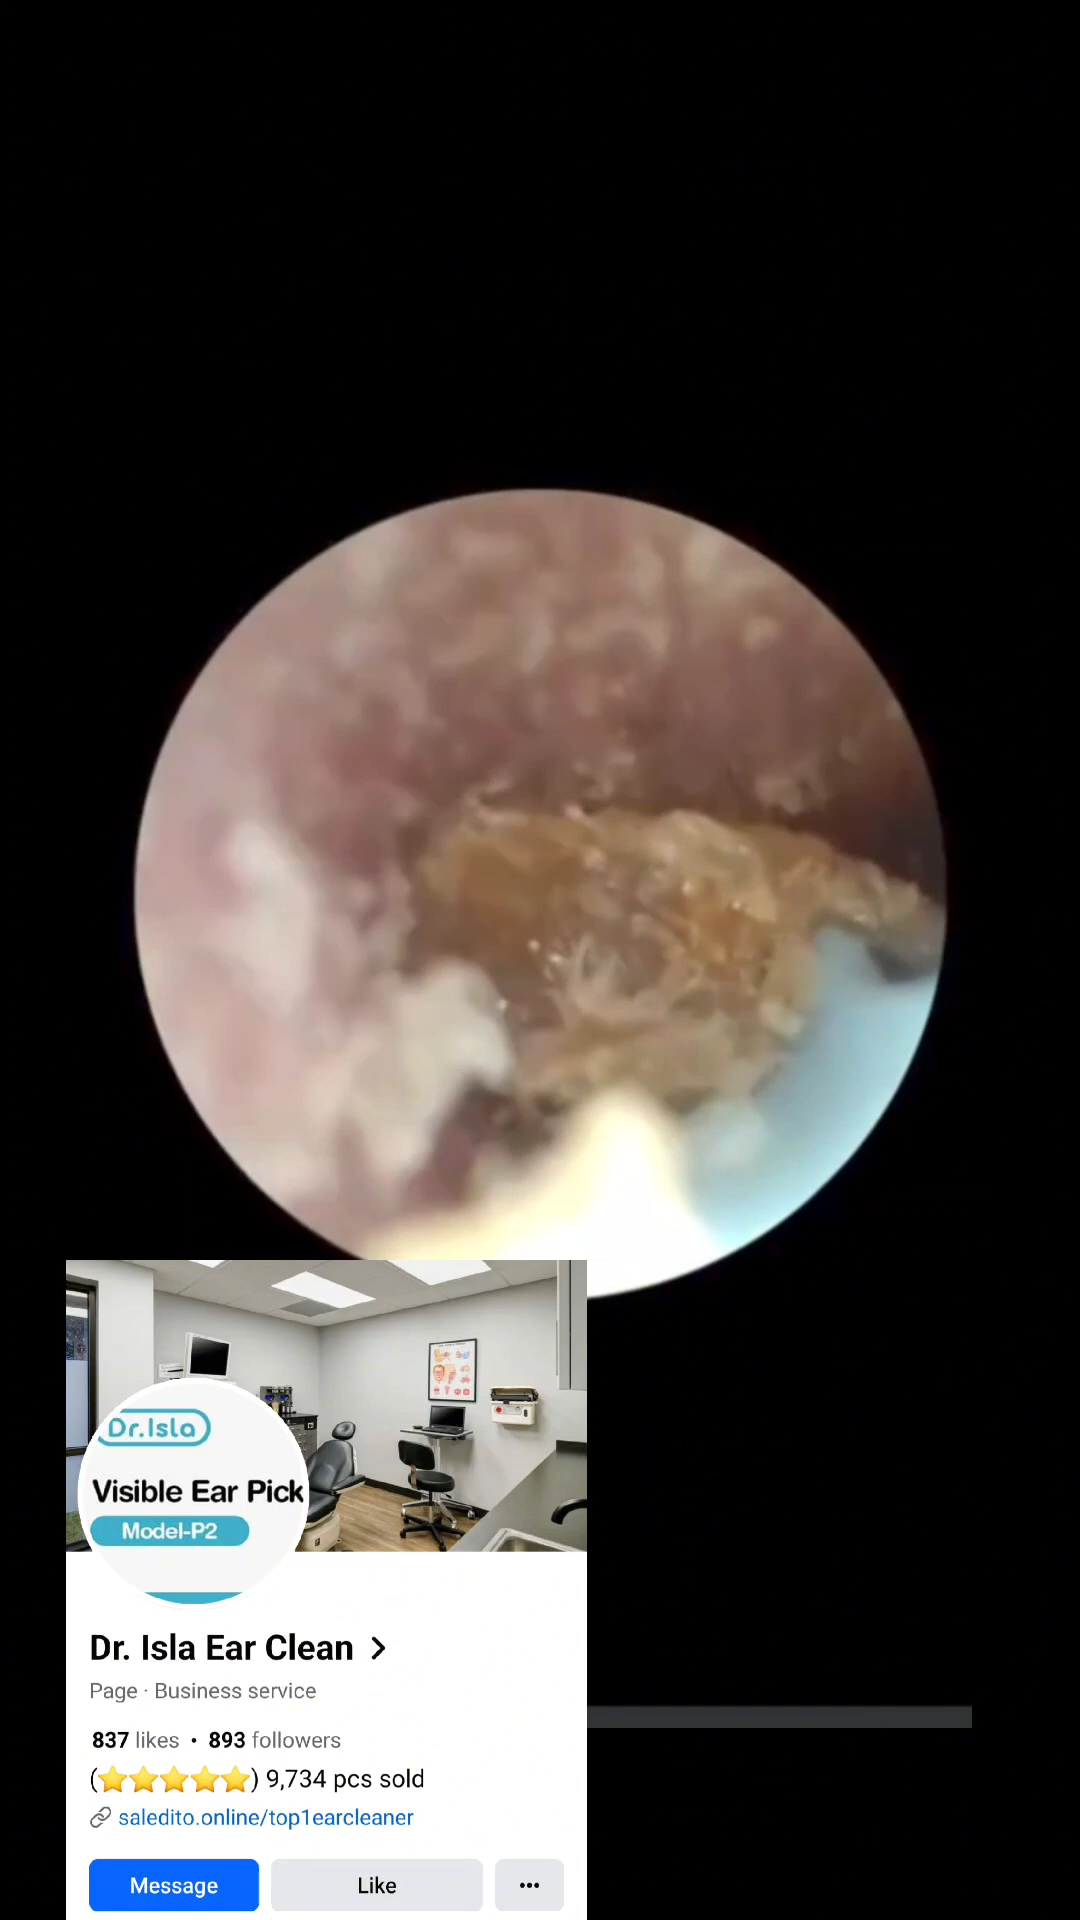 Dr.Isla
Visible Ear Pick
Model-P2
Dr. Isla Ear Clean
Page · Business service
837 likes • 893 followers
(⭐⭐⭐⭐⭐) 9,734 pcs sold
saledito.online/top1earcleaner
Message Like